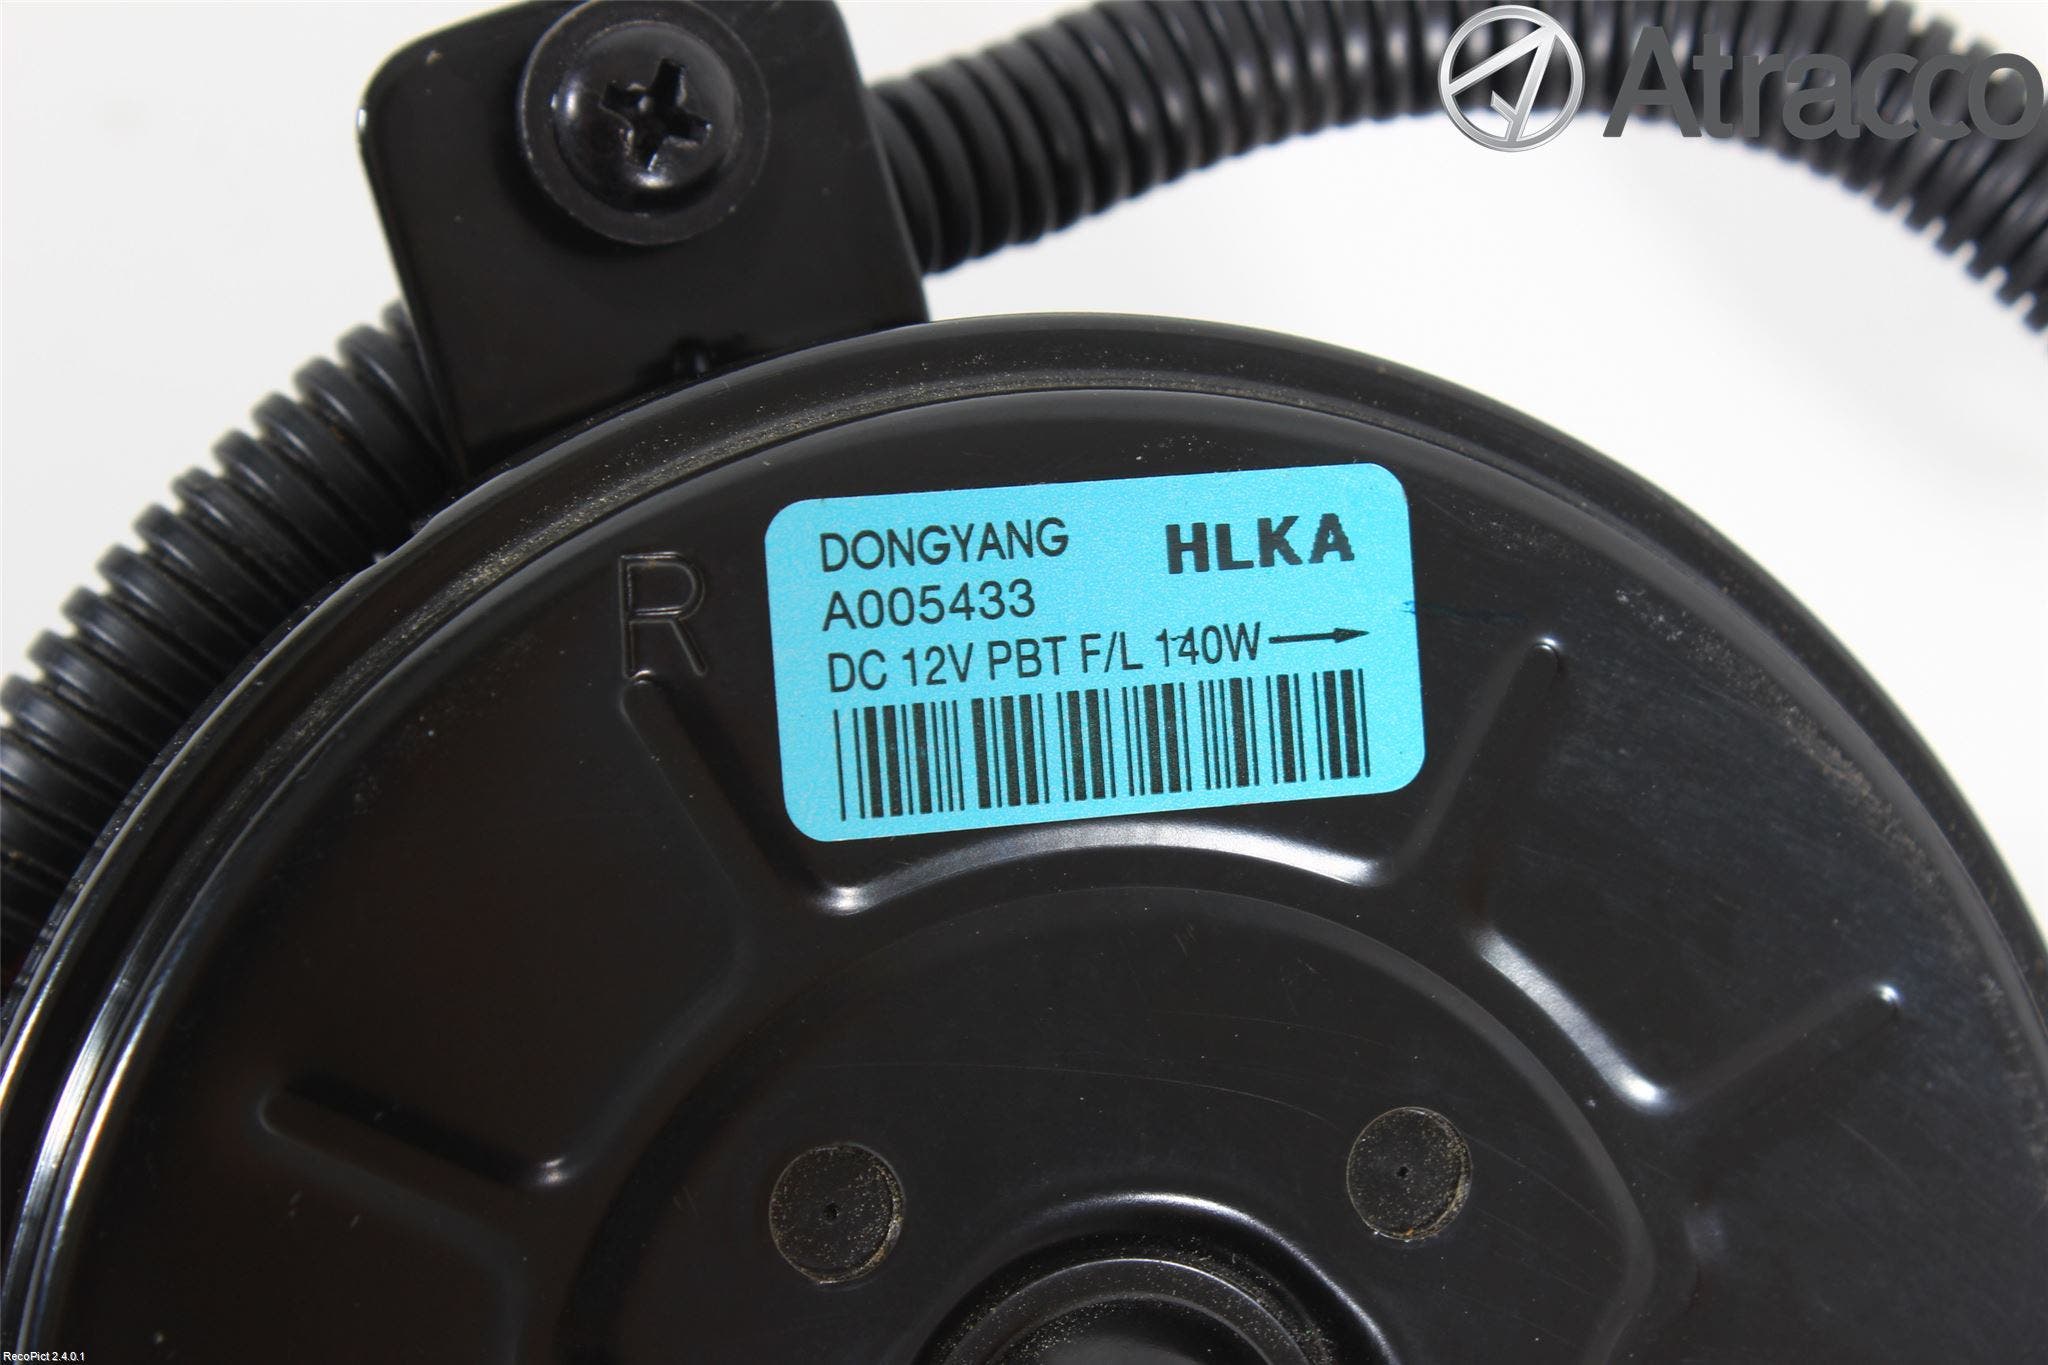 Atracco
DONGYANG HLKA
A005433
DC 12V PBT F/L 140W
R
RecoPict 2.4.0.1